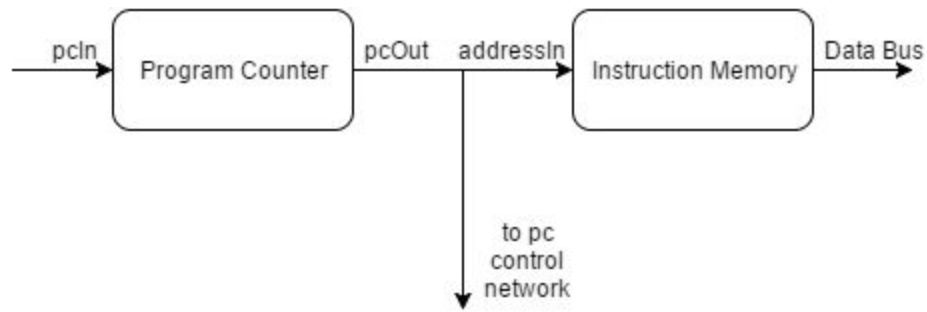 pcIn
Program Counter
pcOut
addressIn
Instruction Memory
Data Bus
to pc
control
network